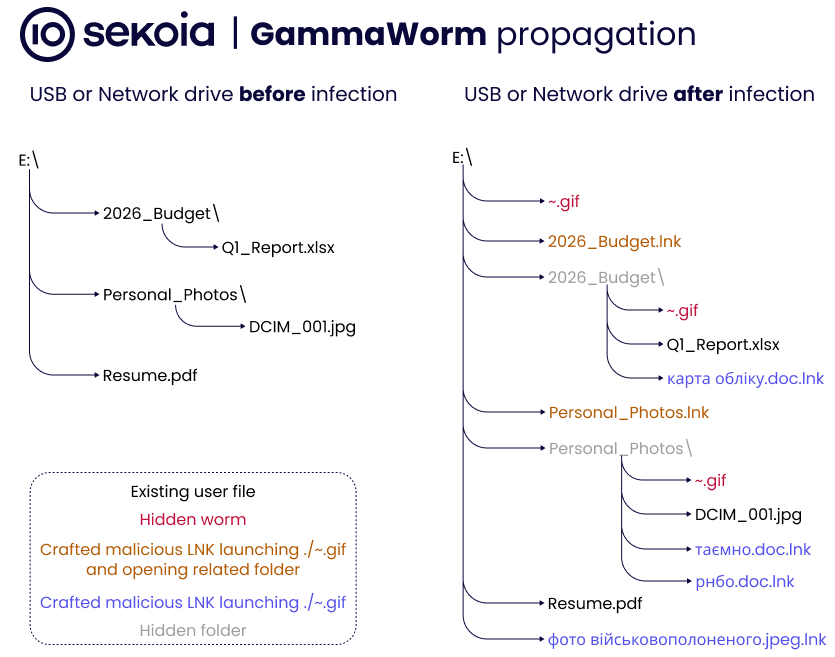 sekoia | GammaWorm propagation
USB or Network drive before infection
E:\
2026_Budget\
Q1_Report.xlsx
Personal_Photos\
DCIM_001.jpg
Resume.pdf
Existing user file
Hidden worm
Crafted malicious LNK launching ./~.gif
and opening related folder
Crafted malicious LNK launching ./~.gif
Hidden folder
USB or Network drive after infection
E:\
~.gif
2026_Budget.lnk
2026_Budget\
~.gif
Q1_Report.xlsx
карта обліку.doc.lnk
Personal_Photos.lnk
Personal_Photos\
~.gif
DCIM_001.jpg
таємно.doc.lnk
рнбо.doc.lnk
Resume.pdf
фото військовополоненого.jpeg.lnk